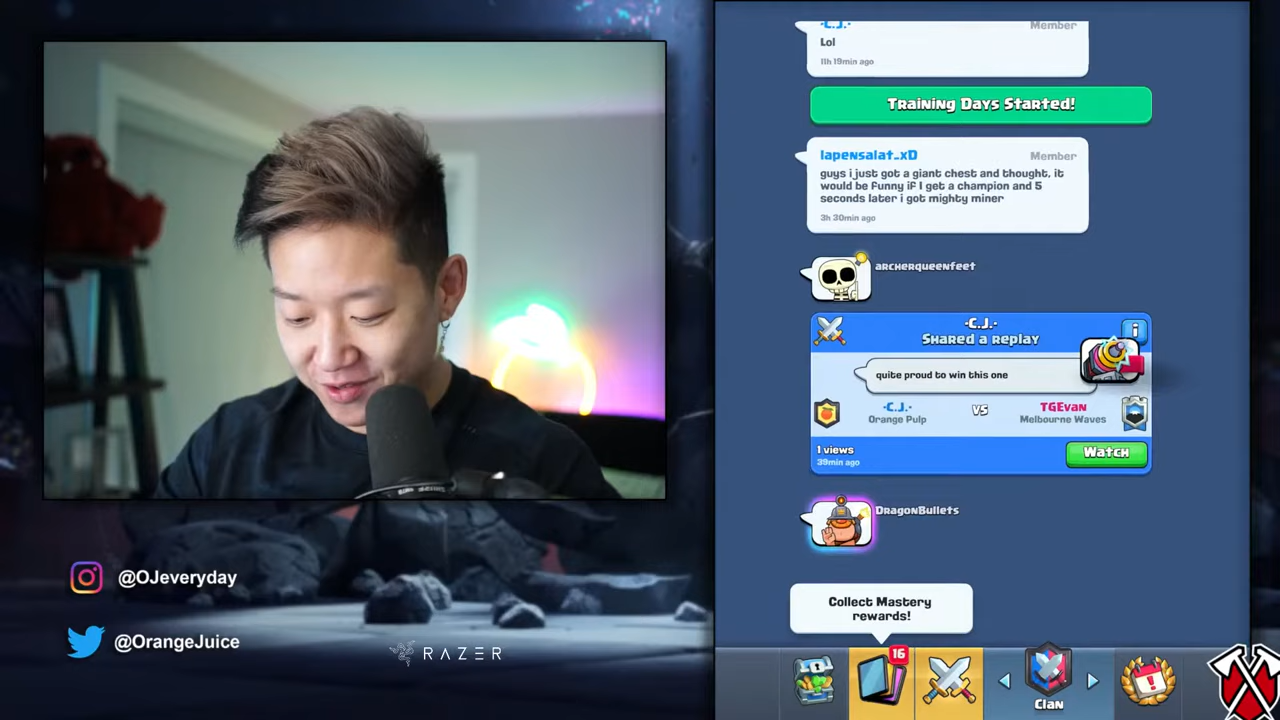 -C.J.-
Member
Lol
11h 19min ago
Training Days Started!
lapensalat_xD
Member
guys i just got a giant chest and thought, it
would be funny if I get a champion and 5
seconds later i got mighty miner
3h 30min ago
archerqueenfeet
-C.J.-
Shared a replay
i
quite proud to win this one
-C.J.-
VS
TGEvan
Orange Pulp
Melbourne Waves
1 views
39min ago
Watch
DragonBullets
@OJeveryday
Collect Mastery
rewards!
@OrangeJuice
RAZER
16
Clan